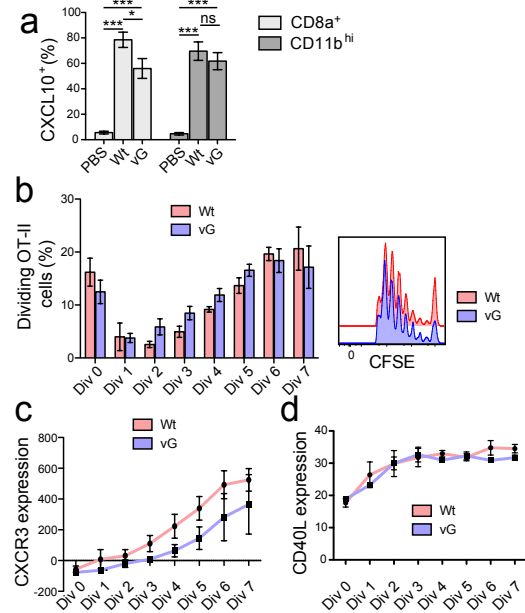 a
***
*
***
***
ns
***
CXCL10+(%)
100
80
60
40
20
0
PBS
Wt
vG
PBS
Wt
vG
CD8a+
CD11bhi
b
Dividing OT-II
cells (%)
30
20
10
0
Wt
vG
Div 0
Div 1
Div 2
Div 3
Div 4
Div 5
Div 6
Div 7
0
CFSE
Wt
vG
c
CXCR3 expression
800
600
400
200
0
-200
Wt
vG
Div 0
Div 1
Div 2
Div 3
Div 4
Div 5
Div 6
Div 7
d
CD40L expression
40
30
20
10
0
Wt
vG
Div 0
Div 1
Div 2
Div 3
Div 4
Div 5
Div 6
Div 7